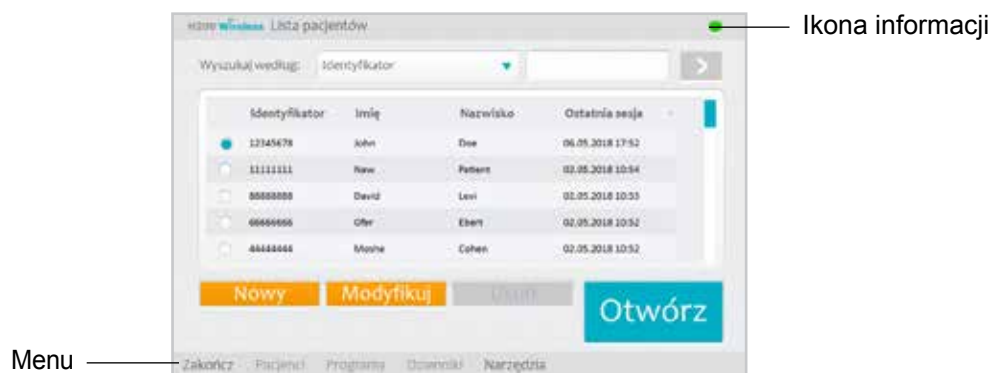 H200 Wireless Lista pacjentów
Ikona informacji
Wyszukaj według: Identyfikator
Identyfikator Imię Nazwisko Ostatnia sesja
12345678 John Doe 06.05.2018 17:52
11111111 New Patient 02.05.2018 10:54
88888888 David Levi 02.05.2018 10:53
66666666 Ofer Ebert 02.05.2018 10:52
44444444 Moshe Cohen 02.05.2018 10:52
Nowy Modyfikuj Usuń Otwórz
Menu
Zakończ Pacjenci Programy Dzienniki Narzędzia